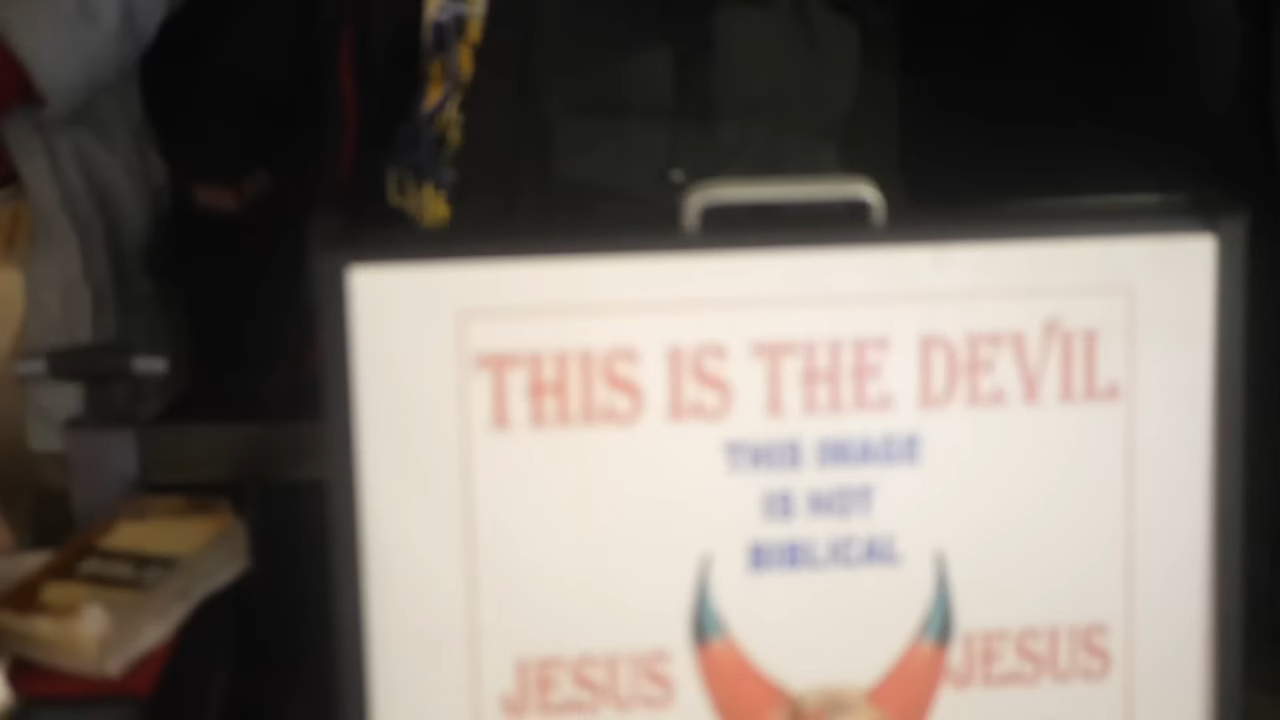 THIS IS THE DEVIL
THIS IMAGE
IS NOT
BIBLICAL
JESUS JESUS